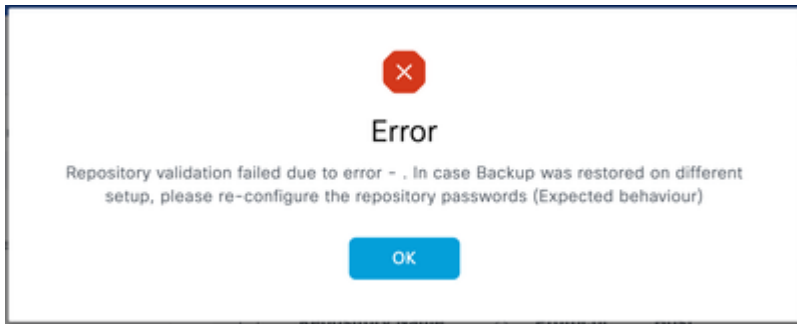 Error
Repository validation failed due to error - . In case Backup was restored on different
setup, please re-configure the repository passwords (Expected behaviour)
OK